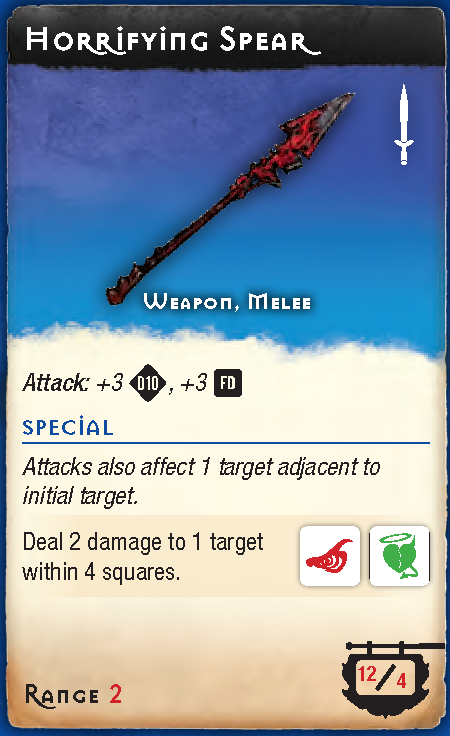 Horrifying Spear
Weapon, Melee
Attack: +3 D10, +3 FD
SPECIAL
Attacks also affect 1 target adjacent to
initial target.
Deal 2 damage to 1 target
within 4 squares.
Range 2
12/4